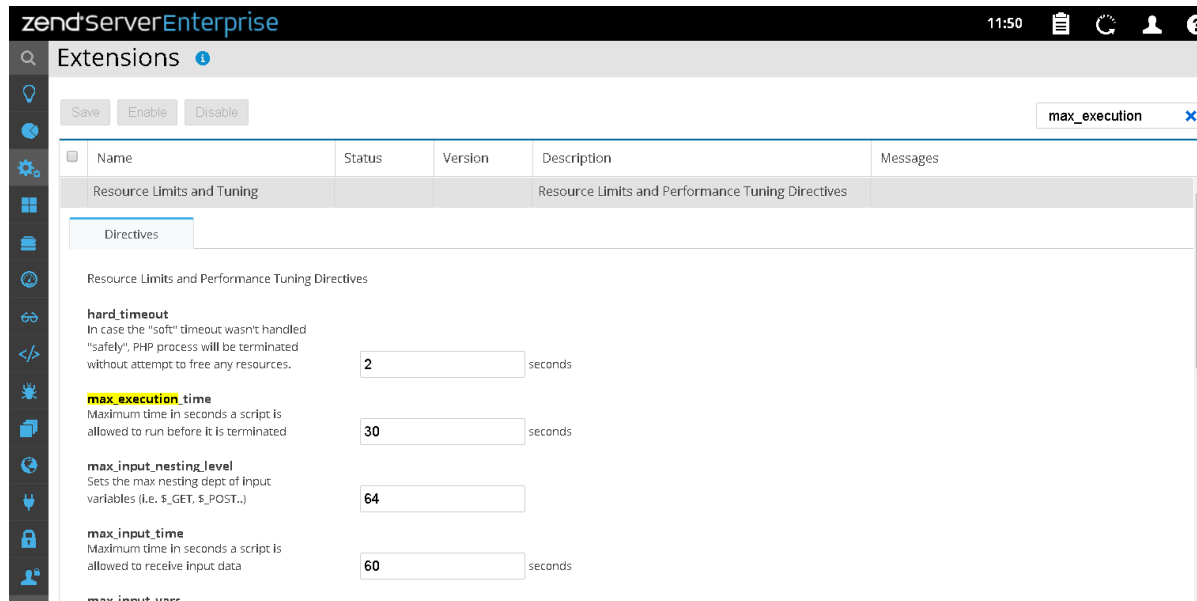 zend'ServerEnterprise
11:50
Extensions
Save Enable Disable
max_execution
Name Status Version Description Messages
Resource Limits and Tuning Resource Limits and Performance Tuning Directives
Directives
Resource Limits and Performance Tuning Directives
hard_timeout
In case the "soft" timeout wasn't handled
"safely", PHP process will be terminated
without attempt to free any resources.
2 seconds
max_execution_time
Maximum time in seconds a script is
allowed to run before it is terminated
30 seconds
max_input_nesting_level
Sets the max nesting dept of input
variables (i.e. $_GET, $_POST..)
64
max_input_time
Maximum time in seconds a script is
allowed to receive input data
60 seconds
max_input_vars